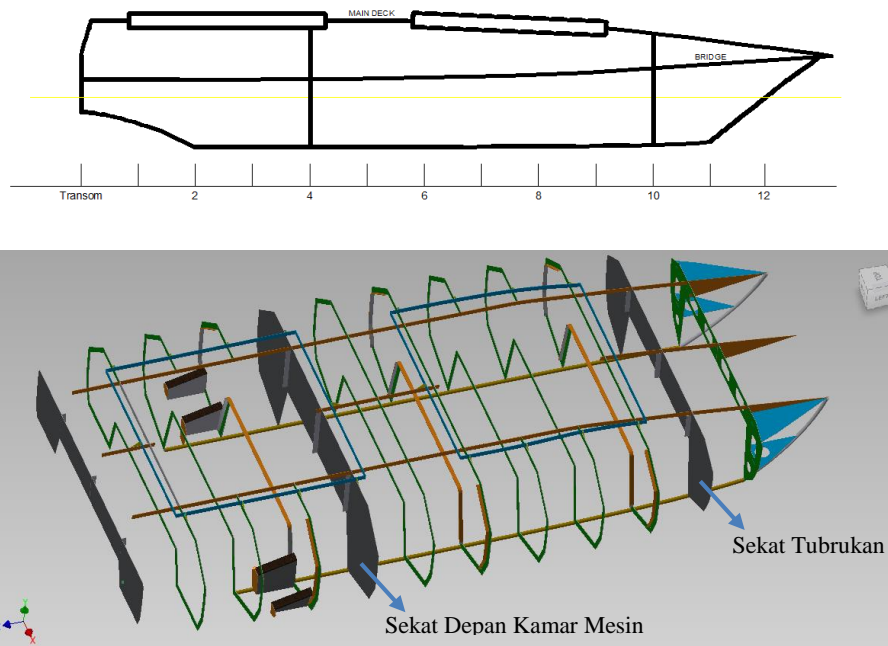 MAIN DECK
BRIDGE
Transom 2 4 6 8 10 12
Sekat Tubrukan
Sekat Depan Kamar Mesin